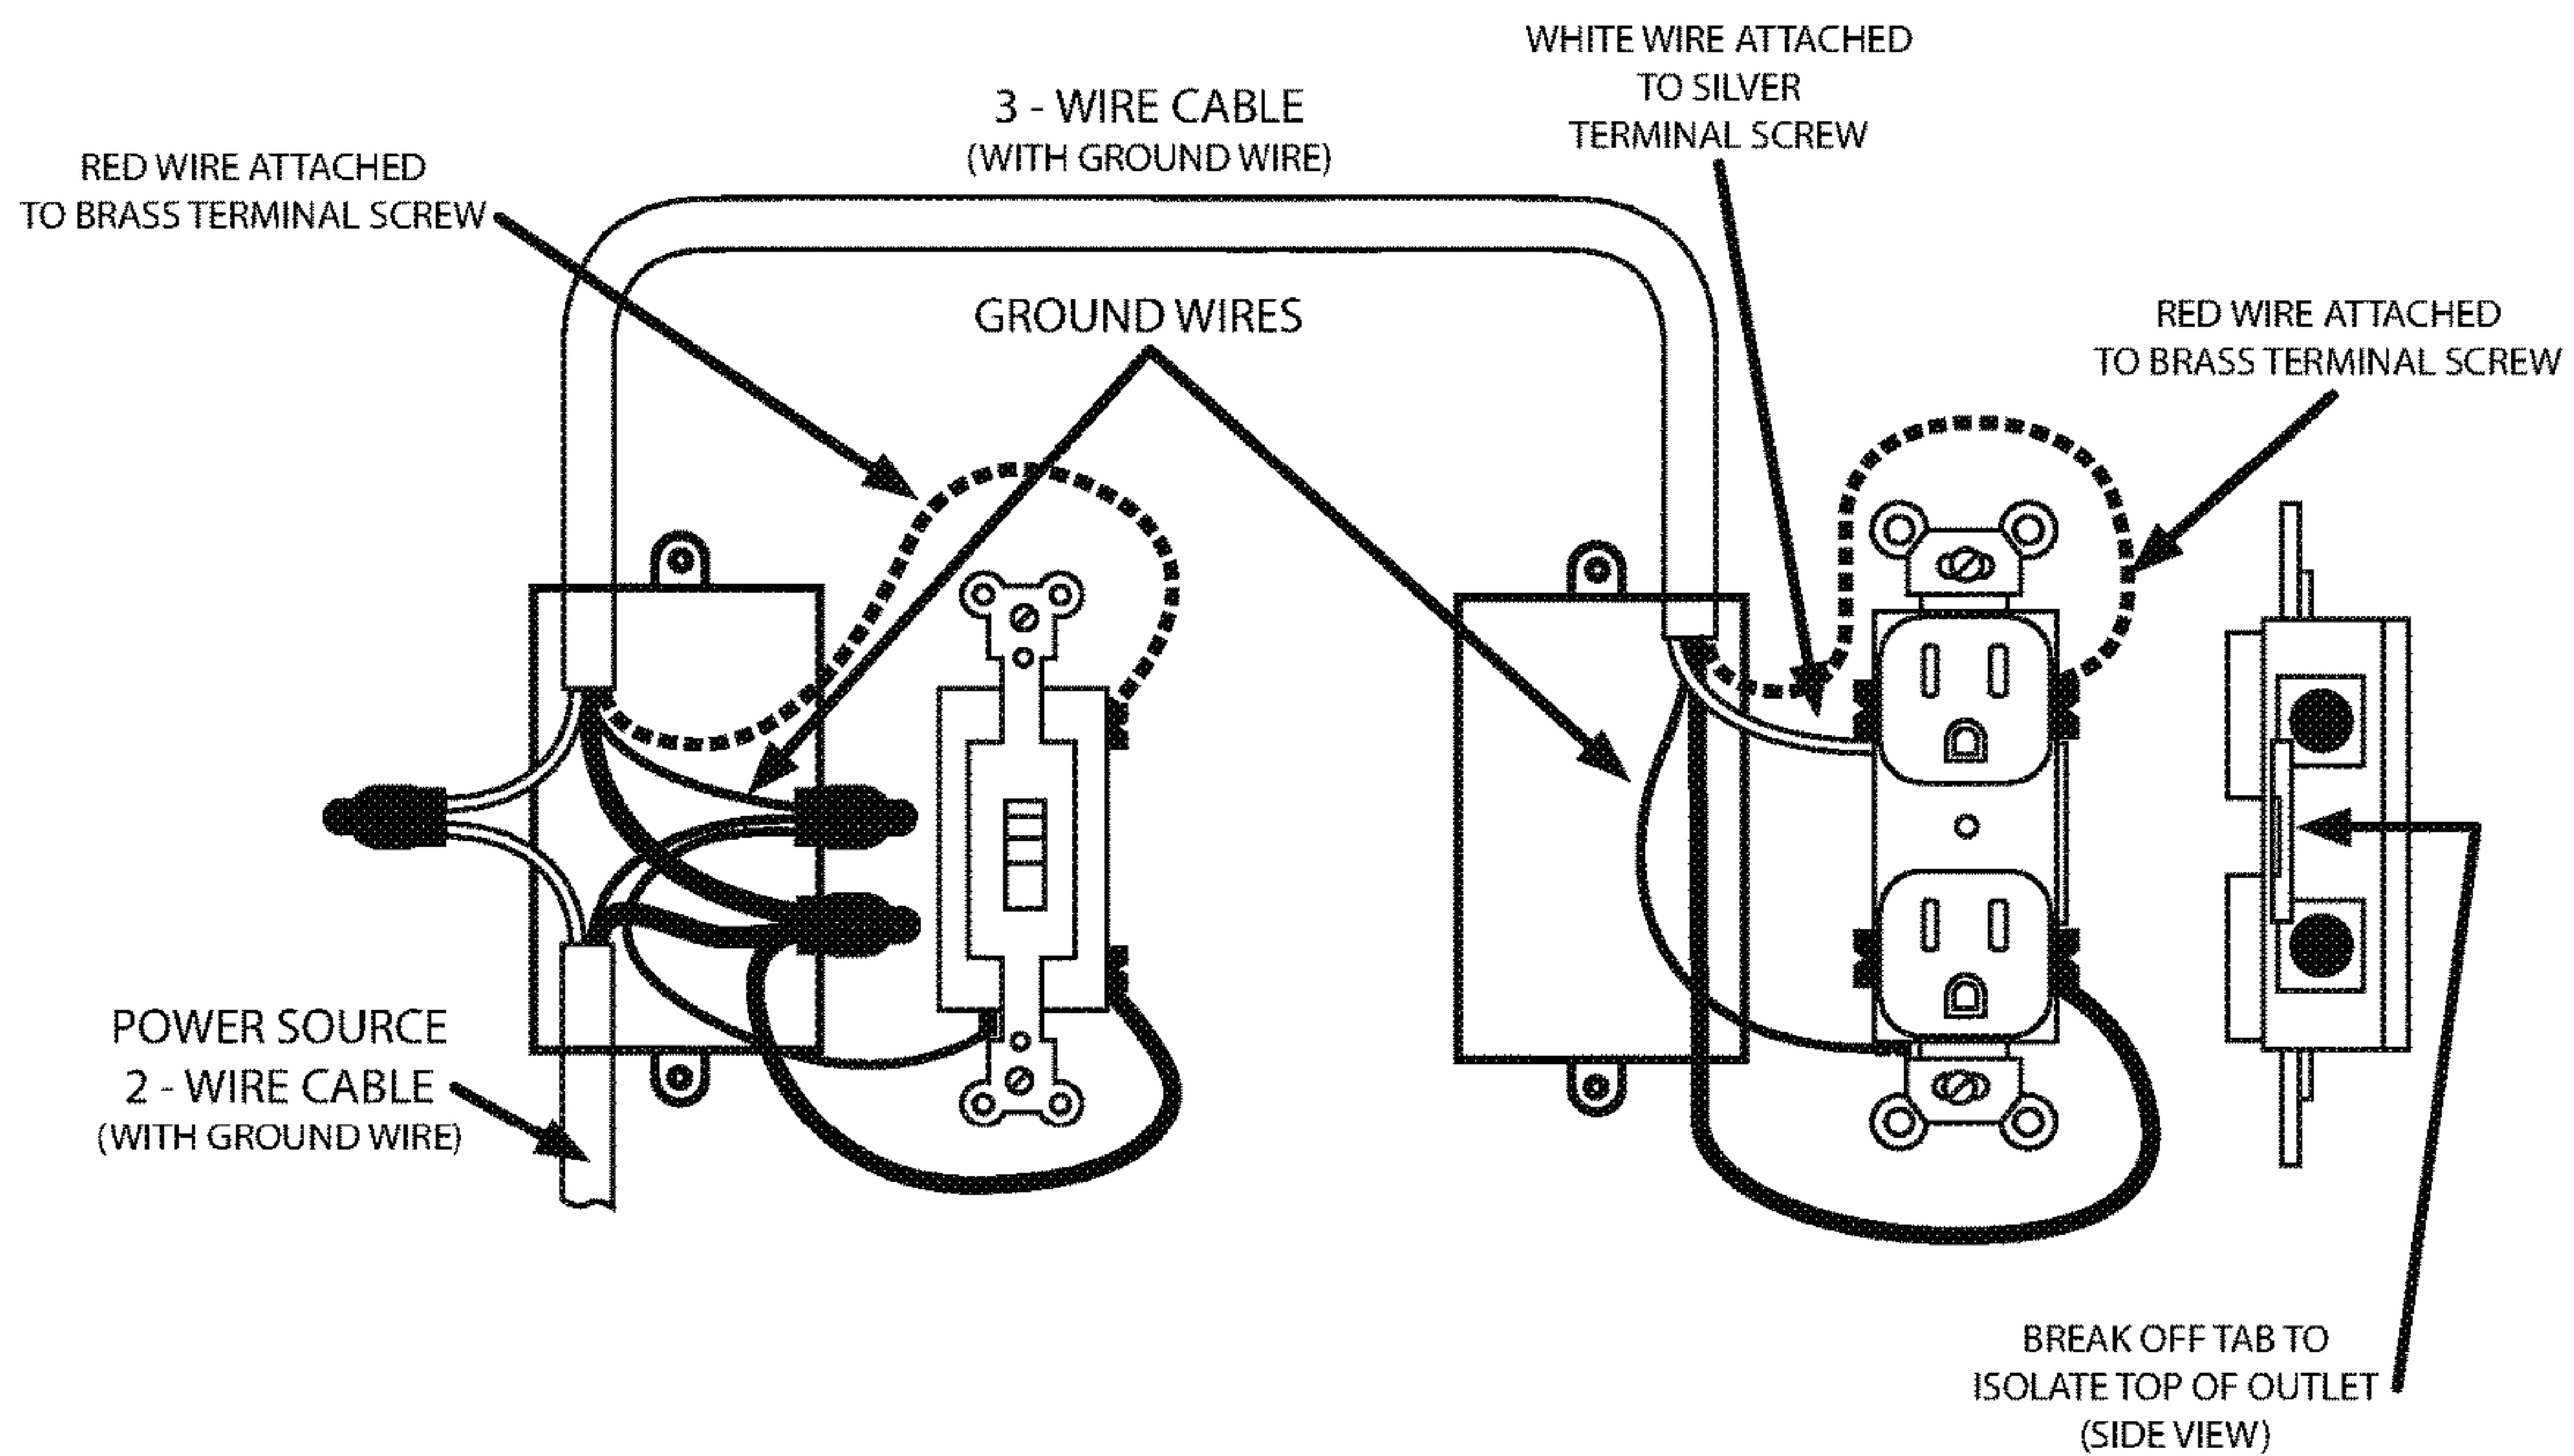 WHITE WIRE ATTACHED
TO SILVER
TERMINAL SCREW
3 - WIRE CABLE
(WITH GROUND WIRE)
RED WIRE ATTACHED
TO BRASS TERMINAL SCREW
GROUND WIRES
RED WIRE ATTACHED
TO BRASS TERMINAL SCREW
POWER SOURCE
2 - WIRE CABLE
(WITH GROUND WIRE)
BREAK OFF TAB TO
ISOLATE TOP OF OUTLET
(SIDE VIEW)